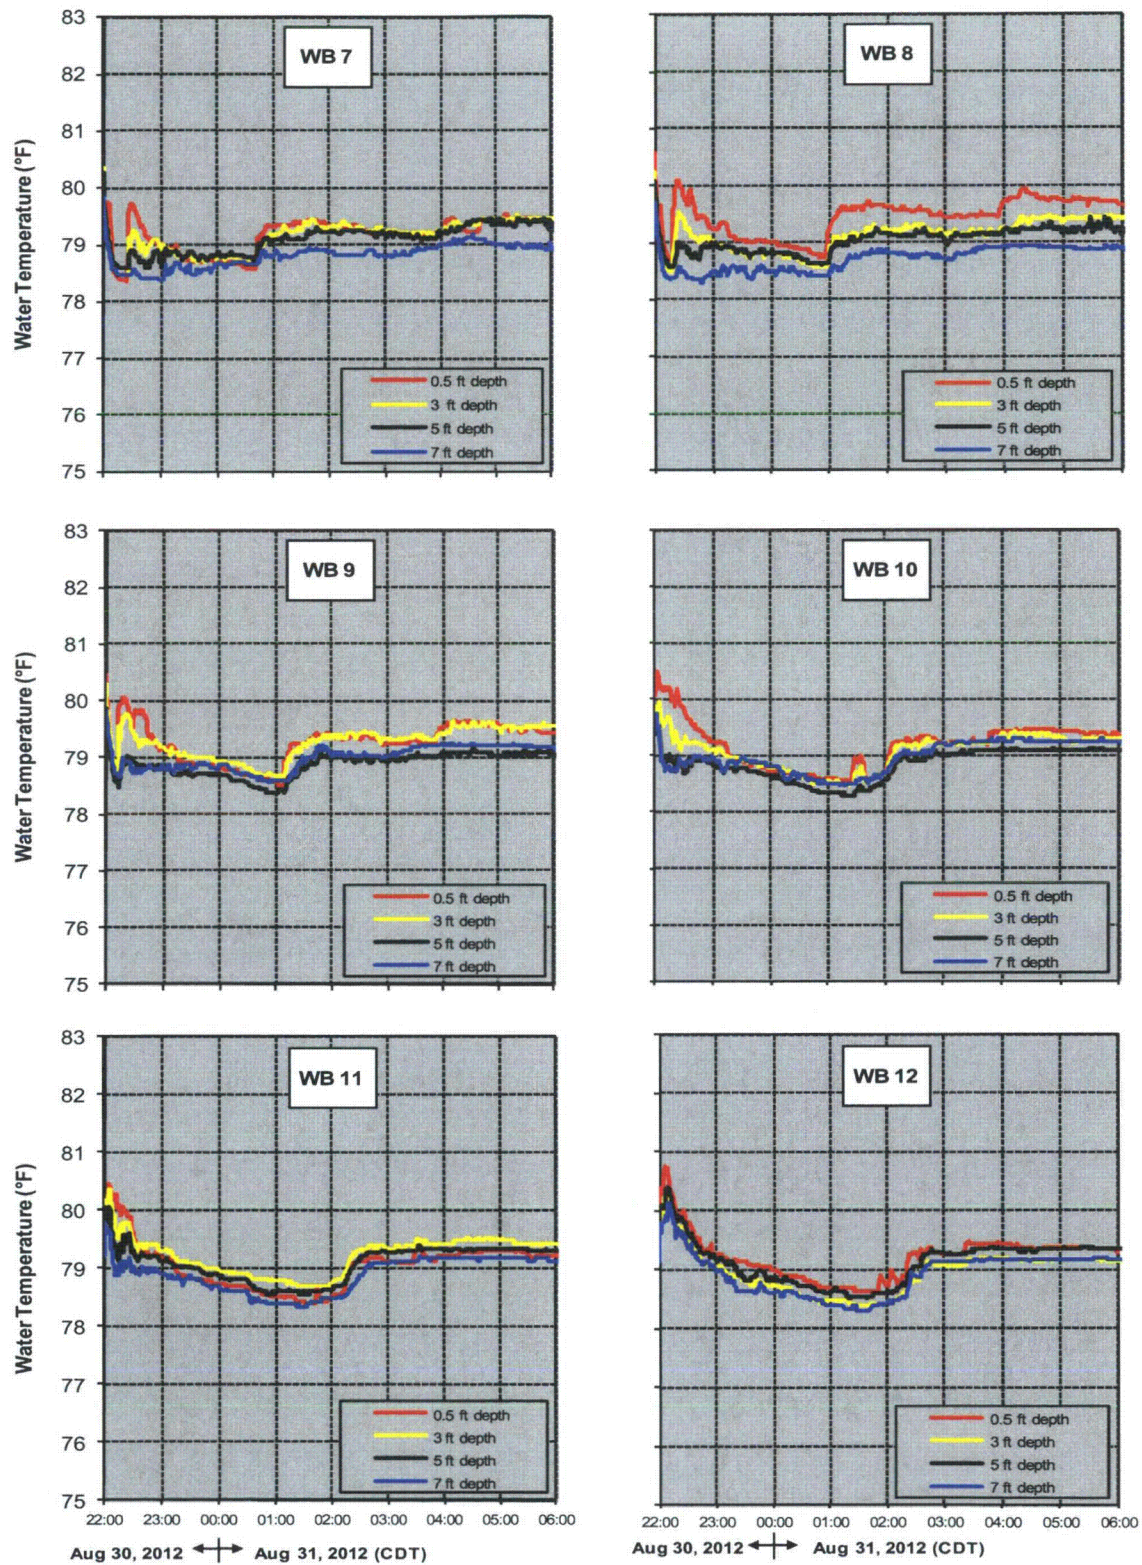 WB 7
83
82
81
80
79
78
77
76
75
Water Temperature (°F)
0.5 ft depth
3 ft depth
5 ft depth
7 ft depth
WB 8
0.5 ft depth
3 ft depth
5 ft depth
7 ft depth
WB 9
83
82
81
80
79
78
77
76
75
Water Temperature (°F)
0.5 ft depth
3 ft depth
5 ft depth
7 ft depth
WB 10
0.5 ft depth
3 ft depth
5 ft depth
7 ft depth
WB 11
83
82
81
80
79
78
77
76
75
Water Temperature (°F)
0.5 ft depth
3 ft depth
5 ft depth
7 ft depth
22:00 23:00 00:00 01:00 02:00 03:00 04:00 05:00 06:00
Aug 30, 2012 Aug 31, 2012 (CDT)
WB 12
0.5 ft depth
3 ft depth
5 ft depth
7 ft depth
22:00 23:00 00:00 01:00 02:00 03:00 04:00 05:00 06:00
Aug 30, 2012 Aug 31, 2012 (CDT)